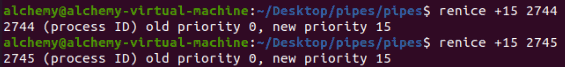 alchemy@alchemy-virtual-machine:~/Desktop/pipes/pipes$ renice +15 2744
2744 (process ID) old priority 0, new priority 15
alchemy@alchemy-virtual-machine:~/Desktop/pipes/pipes$ renice +15 2745
2745 (process ID) old priority 0, new priority 15